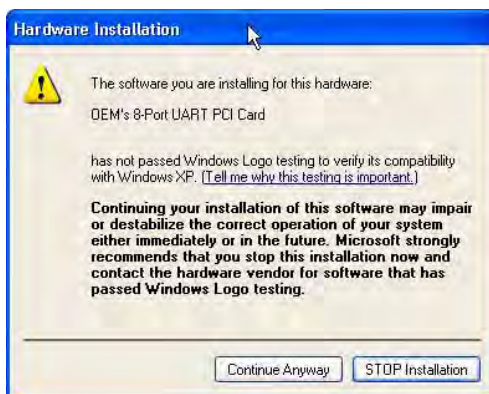 Hardware Installation
The software you are installing for this hardware:
OEM's 8-Port UART PCI Card
has not passed Windows Logo testing to verify its compatibility
with Windows XP. (Tell me why this testing is important.)
Continuing your installation of this software may impair
or destabilize the correct operation of your system
either immediately or in the future. Microsoft strongly
recommends that you stop this installation now and
contact the hardware vendor for software that has
passed Windows Logo testing.
Continue Anyway
STOP Installation